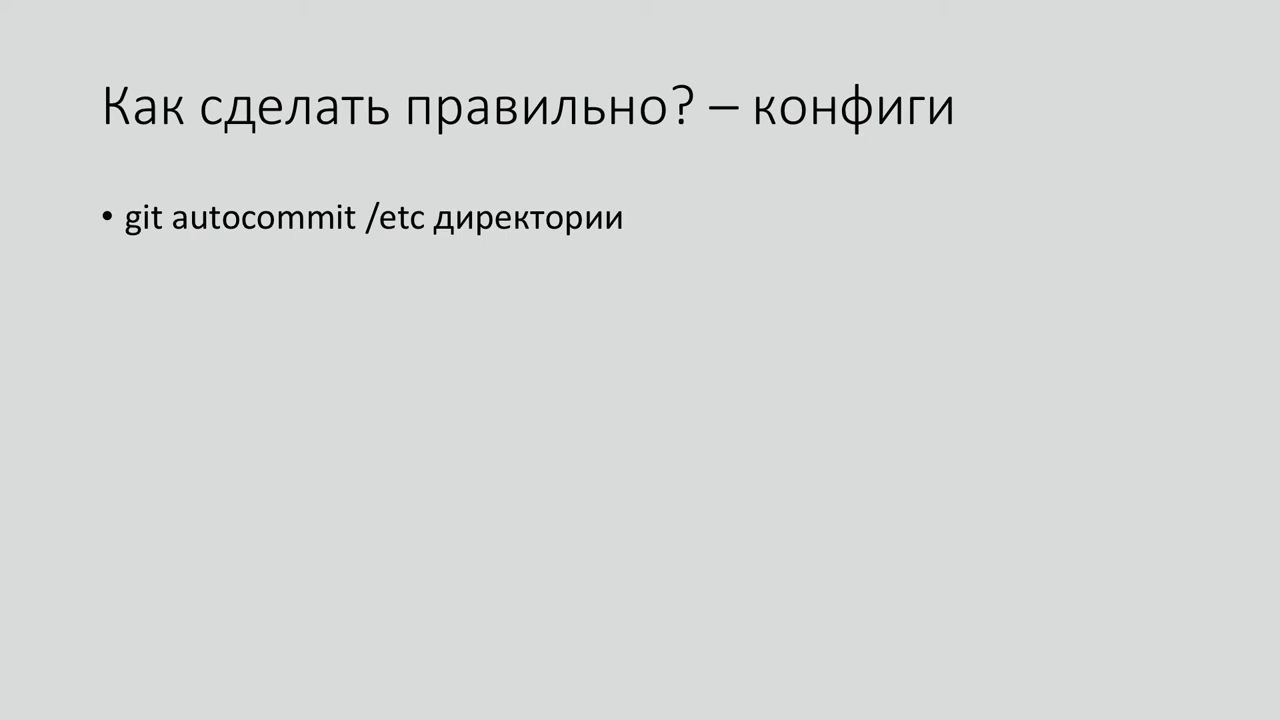 Как сделать правильно? – конфиги
• git autocommit /etc директории